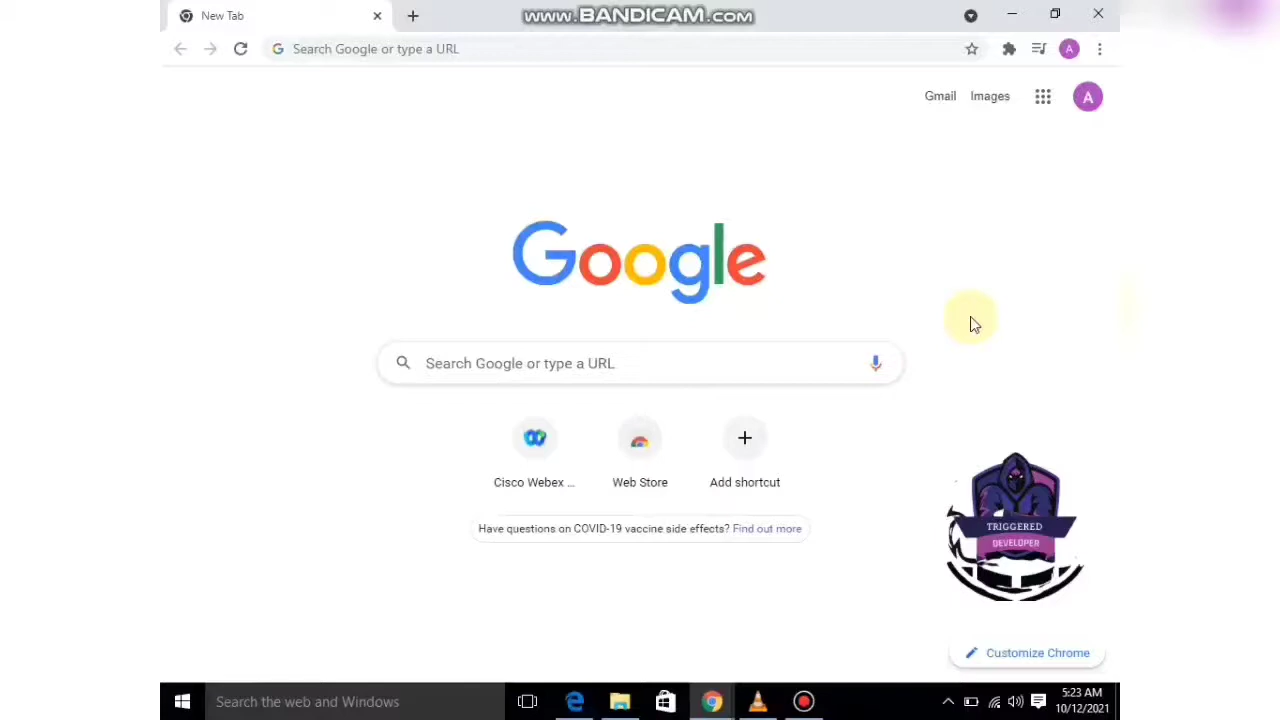 New Tab
www.BANDICAM.com
Search Google or type a URL
A
Gmail
Images
A
Google
Search Google or type a URL
Cisco Webex ...
Web Store
Add shortcut
Have questions on COVID-19 vaccine side effects? Find out more
TRIGGERED
DEVELOPER
Customize Chrome
Search the web and Windows
5:23 AM
10/12/2021